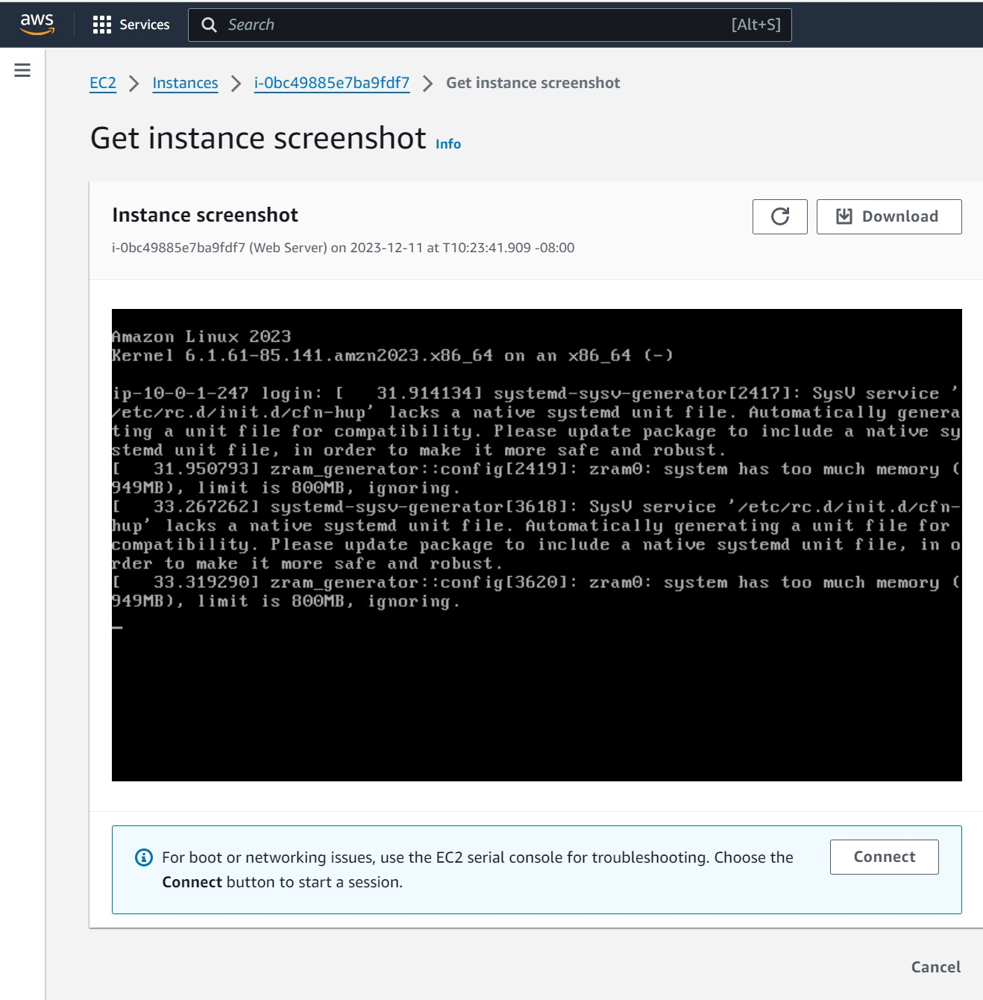 aws
Services
Search
[Alt+S]
EC2 > Instances > i-0bc49885e7ba9fdf7 > Get instance screenshot
Get instance screenshot Info
Instance screenshot
Download
i-0bc49885e7ba9fdf7 (Web Server) on 2023-12-11 at T10:23:41.909 -08:00
Amazon Linux 2023
Kernel 6.1.61-85.141.amzn2023.x86_64 on an x86_64 (-)
ip-10-0-1-247 login: [   31.914134] systemd-sysv-generator[2417]: SysV service '
/etc/rc.d/init.d/cfn-hup' lacks a native systemd unit file. Automatically genera
ting a unit file for compatibility. Please update package to include a native sy
stemd unit file, in order to make it more safe and robust.
[   31.950793] zram_generator::config[2419]: zram0: system has too much memory (
949MB), limit is 800MB, ignoring.
[   33.267262] systemd-sysv-generator[3618]: SysV service '/etc/rc.d/init.d/cfn-
hup' lacks a native systemd unit file. Automatically generating a unit file for
compatibility. Please update package to include a native systemd unit file, in o
rder to make it more safe and robust.
[   33.319290] zram_generator::config[3620]: zram0: system has too much memory (
949MB), limit is 800MB, ignoring.
For boot or networking issues, use the EC2 serial console for troubleshooting. Choose the
Connect button to start a session.
Connect
Cancel